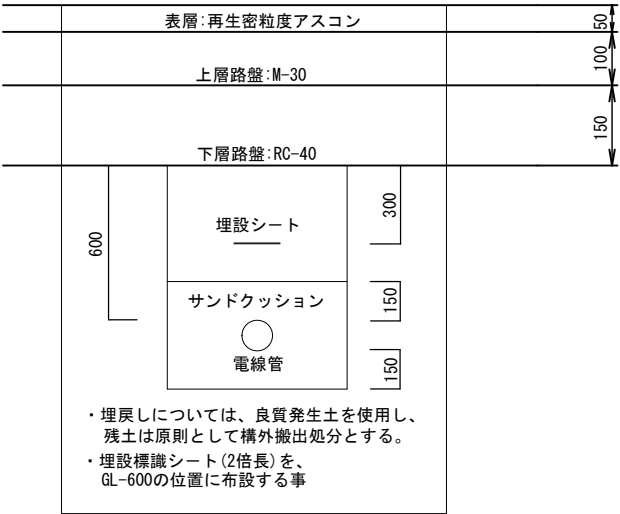 表層:再生密粒度アスコン
50
上層路盤:M-30
100
下層路盤:RC-40
150
埋設シート
300
600
サンドクッション
150
電線管
150
・埋戻しについては、良質発生土を使用し、
残土は原則として構外搬出処分とする。
・埋設標識シート(2倍長)を、
GL-600の位置に布設する事